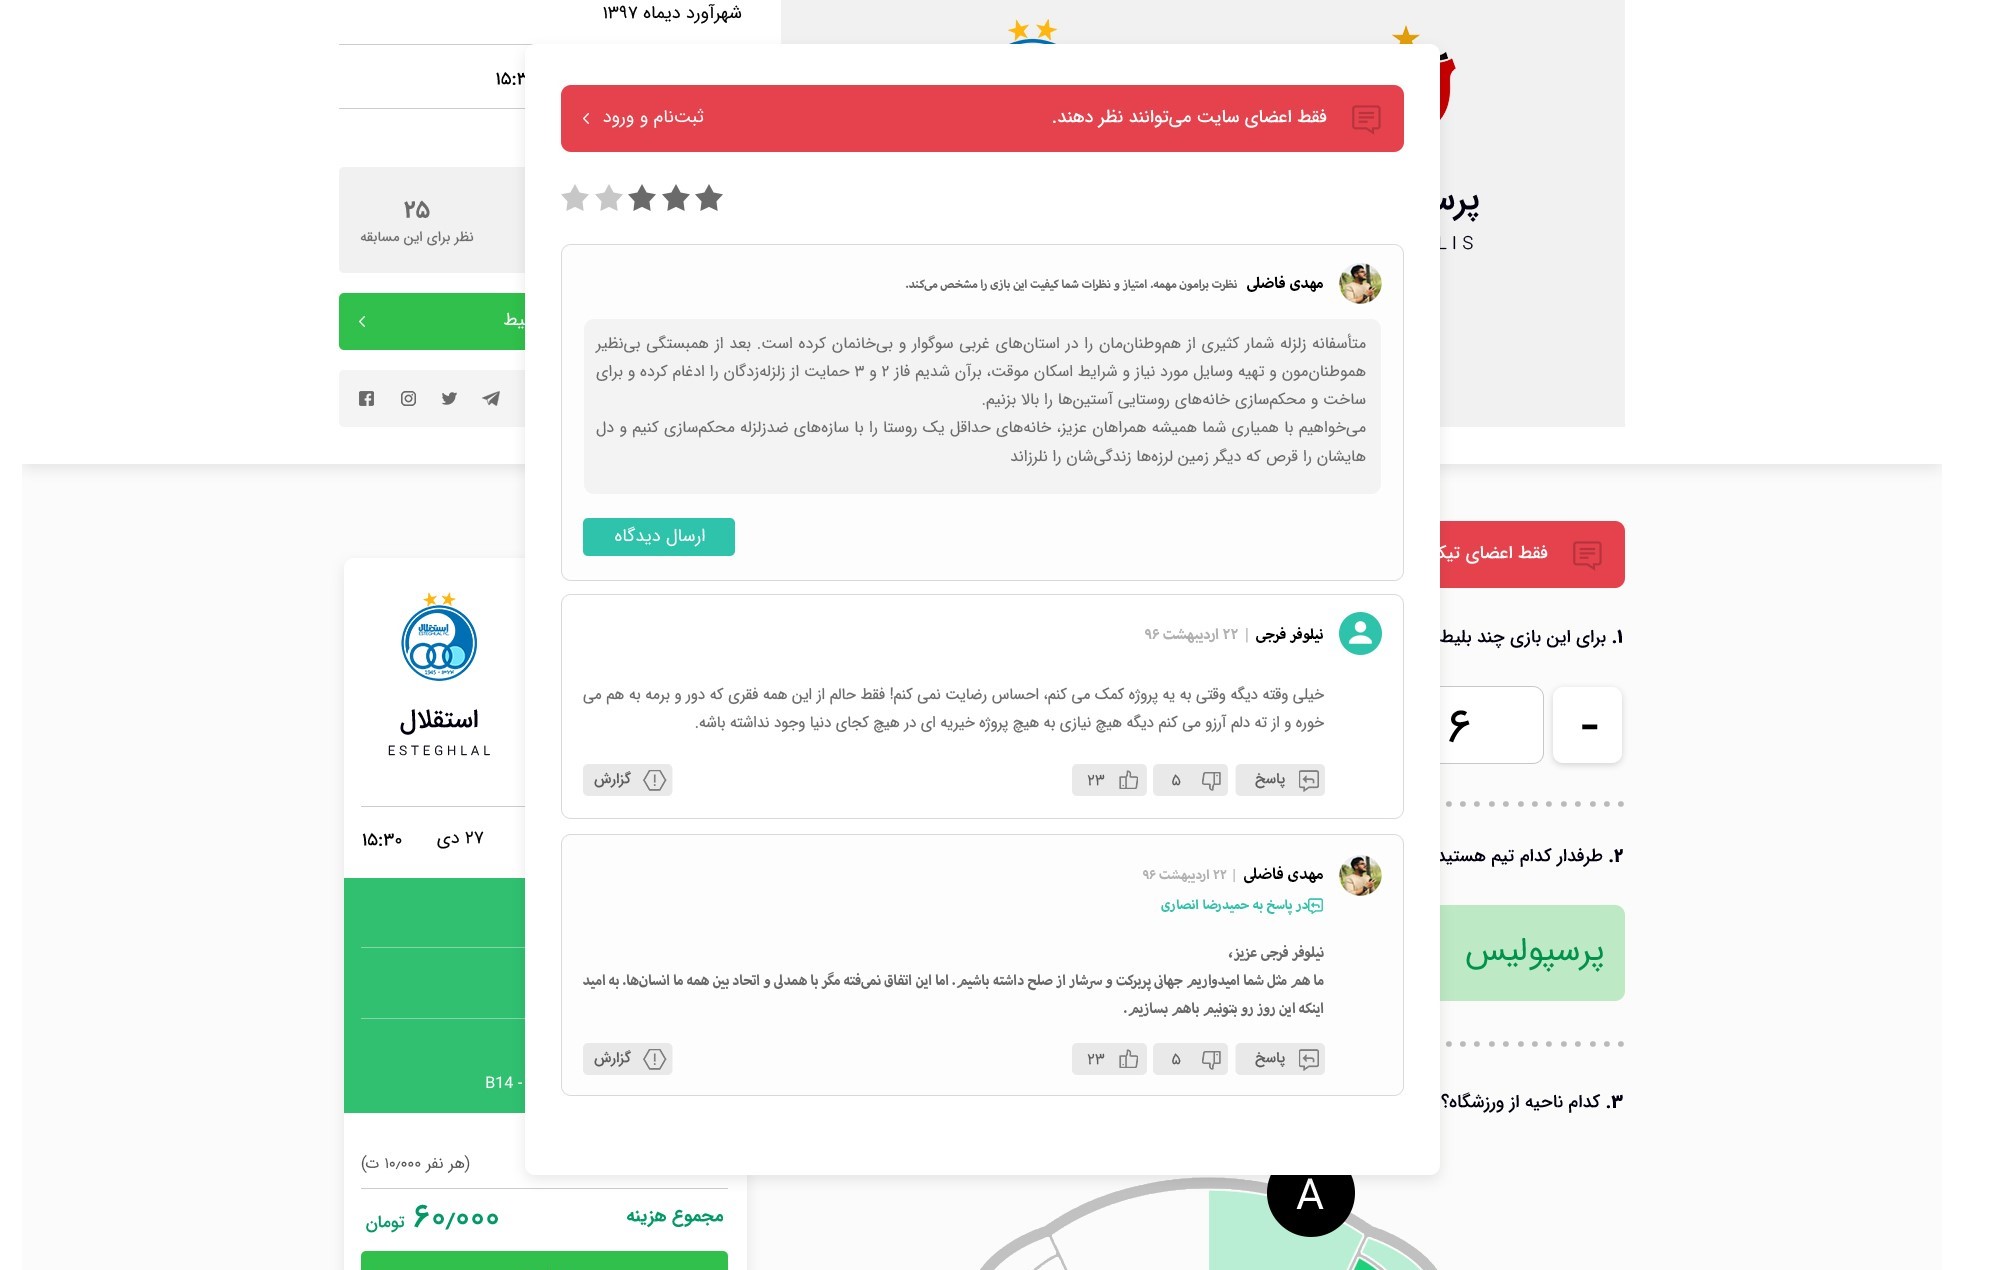 شهرآورد دیماه ۱۳۹۷
۲۵
نظر برای این مسابقه
LIS
فقط اعضای سایت می‌توانند نظر دهند.
ثبت‌نام و ورود
مهدی فاضلی نظرت برامون مهمه. امتیاز و نظرات شما کیفیت این بازی را مشخص می‌کند.
متأسفانه زلزله شمار کثیری از هم‌وطنان‌مان را در استان‌های غربی سوگوار و بی‌خانمان کرده است. بعد از همبستگی بی‌نظیر
هموطنان‌مون و تهیه وسایل مورد نیاز و شرایط اسکان موقت، برآن شدیم فاز ۲ و ۳ حمایت از زلزله‌زدگان را ادغام کرده و برای
ساخت و محکم‌سازی خانه‌های روستایی آستین‌ها را بالا بزنیم.
می‌خواهیم با همیاری شما همیشه همراهان عزیز، خانه‌های حداقل یک روستا را با سازه‌های ضدزلزله محکم‌سازی کنیم و دل
هایشان را قرص که دیگر زمین لرزه‌ها زندگی‌شان را نلرزاند
ارسال دیدگاه
نیلوفر فرجی | ۲۲ اردیبهشت ۹۶
خیلی وقته دیگه وقتی به یه پروژه کمک می کنم، احساس رضایت نمی کنم! فقط حالم از این همه فقری که دور و برمه به هم می
خوره و از ته دلم آرزو می کنم دیگه هیچ نیازی به هیچ پروژه خیریه ای در هیچ کجای دنیا وجود نداشته باشه.
پاسخ ۵ ۲۳ گزارش
مهدی فاضلی | ۲۲ اردیبهشت ۹۶
در پاسخ به حمیدرضا انصاری
نیلوفر فرجی عزیز،
ما هم مثل شما امیدواریم جهانی پربرکت و سرشار از صلح داشته باشیم. اما این اتفاق نمی‌فته مگر با همدلی و اتحاد بین همه ما انسان‌ها. به امید
اینکه این روز رو بتونیم باهم بسازیم.
پاسخ ۵ ۲۳ گزارش
فقط اعضای
۱. برای این بازی چند بلیط
- ۶
۲. طرفدار کدام تیم هستید
پرسپولیس
۳. کدام ناحیه از ورزشگاه؟
A
استقلال
ESTEGHLAL
۲۷ دی ۱۵:۳۰
B14 -
(هر نفر ۱۰٫۰۰۰ ت)
مجموع هزینه ۶۰٫۰۰۰ تومان